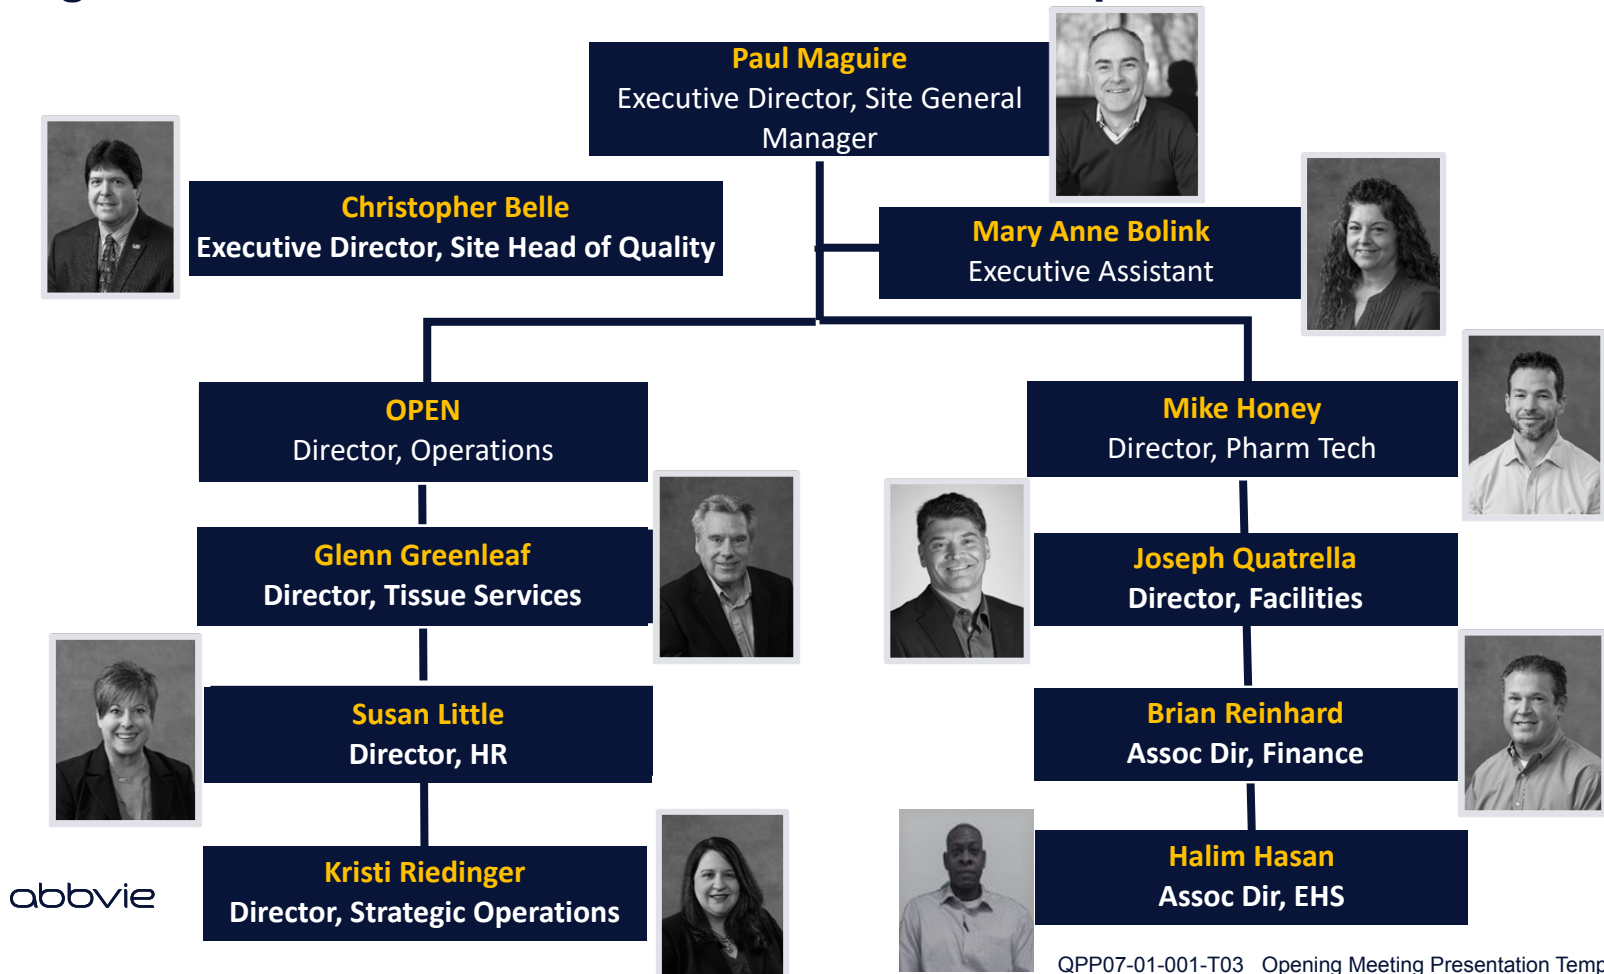 Paul Maguire
Executive Director, Site General
Manager
Christopher Belle
Executive Director, Site Head of Quality
Mary Anne Bolink
Executive Assistant
OPEN
Director, Operations
Mike Honey
Director, Pharm Tech
Glenn Greenleaf
Director, Tissue Services
Joseph Quatrella
Director, Facilities
Susan Little
Director, HR
Brian Reinhard
Assoc Dir, Finance
Kristi Riedinger
Director, Strategic Operations
Halim Hasan
Assoc Dir, EHS
abbvie
QPP07-01-001-T03 Opening Meeting Presentation Temp